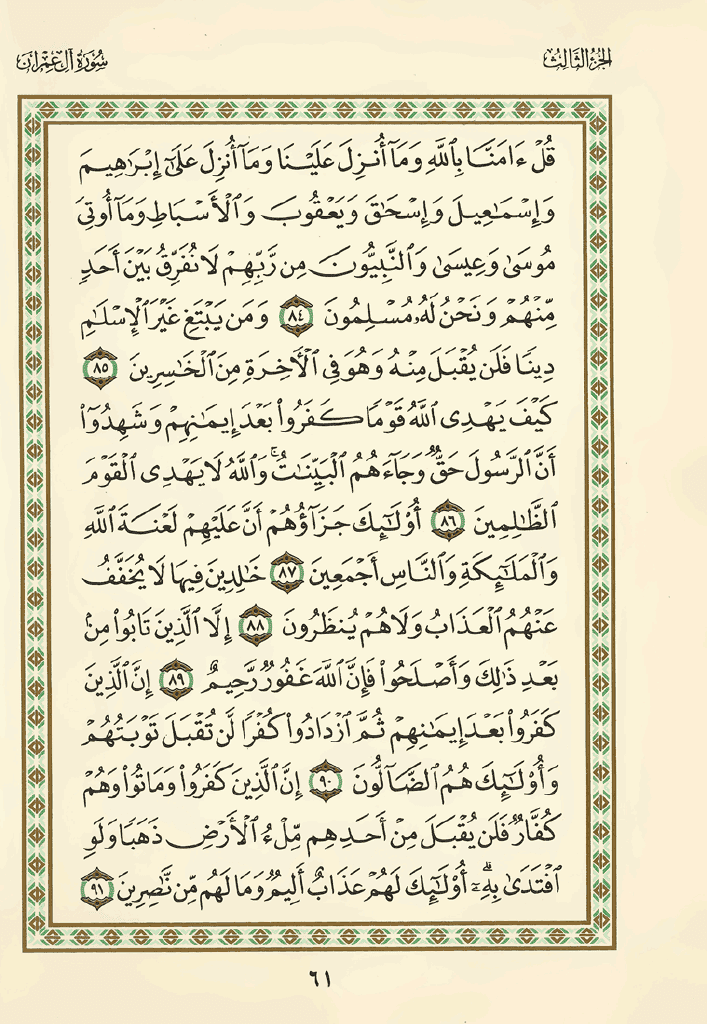 الجزء الثالث
سورة آل عمران
قُلْ ءَامَنَّا بِٱللَّهِ وَمَآ أُنزِلَ عَلَيْنَا وَمَآ أُنزِلَ عَلَىٰٓ إِبْرَٰهِيمَ
وَإِسْمَٰعِيلَ وَإِسْحَٰقَ وَيَعْقُوبَ وَٱلْأَسْبَاطِ وَمَآ أُوتِىَ
مُوسَىٰ وَعِيسَىٰ وَٱلنَّبِيُّونَ مِن رَّبِّهِمْ لَا نُفَرِّقُ بَيْنَ أَحَدٍ
مِّنْهُمْ وَنَحْنُ لَهُۥ مُسْلِمُونَ ٨٤ وَمَن يَبْتَغِ غَيْرَ ٱلْإِسْلَٰمِ
دِينًا فَلَن يُقْبَلَ مِنْهُ وَهُوَ فِى ٱلْأَخِرَةِ مِنَ ٱلْخَٰسِرِينَ ٨٥
كَيْفَ يَهْدِى ٱللَّهُ قَوْمًا كَفَرُوا۟ بَعْدَ إِيمَٰنِهِمْ وَشَهِدُوٓا۟
أَنَّ ٱلرَّسُولَ حَقٌّ وَجَآءَهُمُ ٱلْبَيِّنَٰتُ ۚ وَٱللَّهُ لَا يَهْدِى ٱلْقَوْمَ
ٱلظَّٰلِمِينَ ٨٦ أُو۟لَٰٓئِكَ جَزَآؤُهُمْ أَنَّ عَلَيْهِمْ لَعْنَةَ ٱللَّهِ
وَٱلْمَلَٰٓئِكَةِ وَٱلنَّاسِ أَجْمَعِينَ ٨٧ خَٰلِدِينَ فِيهَا لَا يُخَفَّفُ
عَنْهُمُ ٱلْعَذَابُ وَلَا هُمْ يُنظَرُونَ ٨٨ إِلَّا ٱلَّذِينَ تَابُوا۟ مِنۢ
بَعْدِ ذَٰلِكَ وَأَصْلَحُوا۟ فَإِنَّ ٱللَّهَ غَفُورٌ رَّحِيمٌ ٨٩ إِنَّ ٱلَّذِينَ
كَفَرُوا۟ بَعْدَ إِيمَٰنِهِمْ ثُمَّ ٱزْدَادُوا۟ كُفْرًا لَّن تُقْبَلَ تَوْبَتُهُمْ
وَأُو۟لَٰٓئِكَ هُمُ ٱلضَّآلُّونَ ٩٠ إِنَّ ٱلَّذِينَ كَفَرُوا۟ وَمَاتُوا۟ وَهُمْ
كُفَّارٌ فَلَن يُقْبَلَ مِنْ أَحَدِهِم مِّلْءُ ٱلْأَرْضِ ذَهَبًا وَلَوِ
ٱفْتَدَىٰ بِهِۦٓ ۗ أُو۟لَٰٓئِكَ لَهُمْ عَذَابٌ أَلِيمٌ وَمَا لَهُم مِّن نَّٰصِرِينَ ٩١
٦١